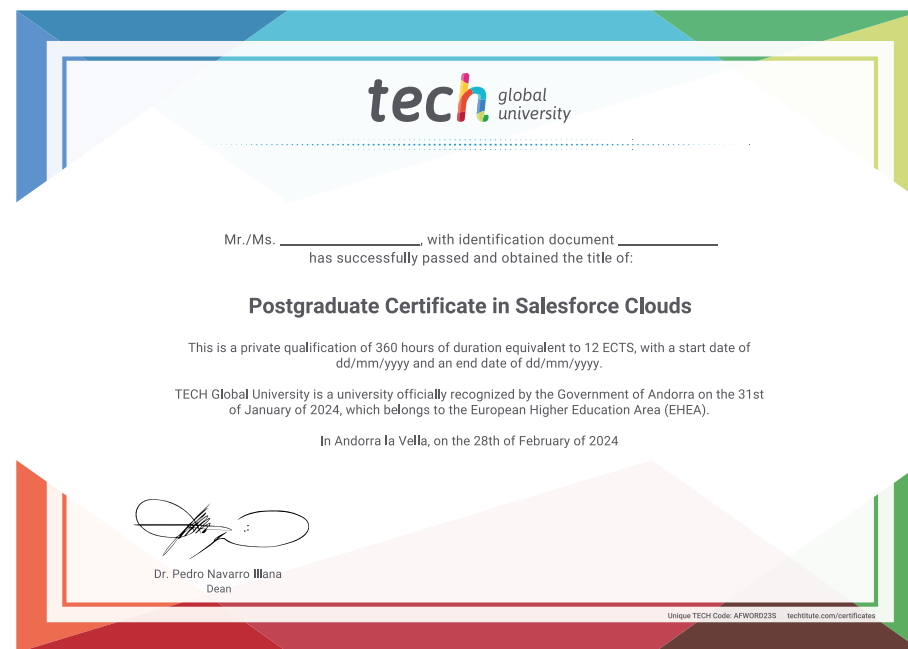 tech global university
Mr./Ms. ____________________, with identification document ______________
has successfully passed and obtained the title of:
Postgraduate Certificate in Salesforce Clouds
This is a private qualification of 360 hours of duration equivalent to 12 ECTS, with a start date of
dd/mm/yyyy and an end date of dd/mm/yyyy.
TECH Global University is a university officially recognized by the Government of Andorra on the 31st
of January of 2024, which belongs to the European Higher Education Area (EHEA).
In Andorra la Vella, on the 28th of February of 2024
Dr. Pedro Navarro Illana
Dean
Unique TECH Code: AFWORD23S techtitute.com/certificates